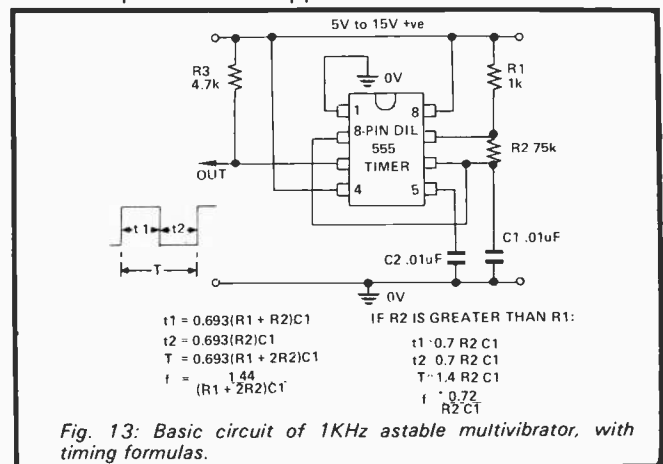 5V to 15V +ve
R3
4.7k
0V
R1
1k
1
8
8-PIN DIL
555
TIMER
R2 75k
OUT
4
5
t1
t2
T
C2 .01uF
C1 .01uF
0V
t1 = 0.693(R1 + R2)C1
t2 = 0.693(R2)C1
T = 0.693(R1 + 2R2)C1
f = 1.44
(R1 + 2R2)C1
IF R2 IS GREATER THAN R1:
t1 0.7 R2 C1
t2 0.7 R2 C1
T 1.4 R2 C1
f 0.72
R2 C1
Fig. 13: Basic circuit of 1KHz astable multivibrator, with
timing formulas.